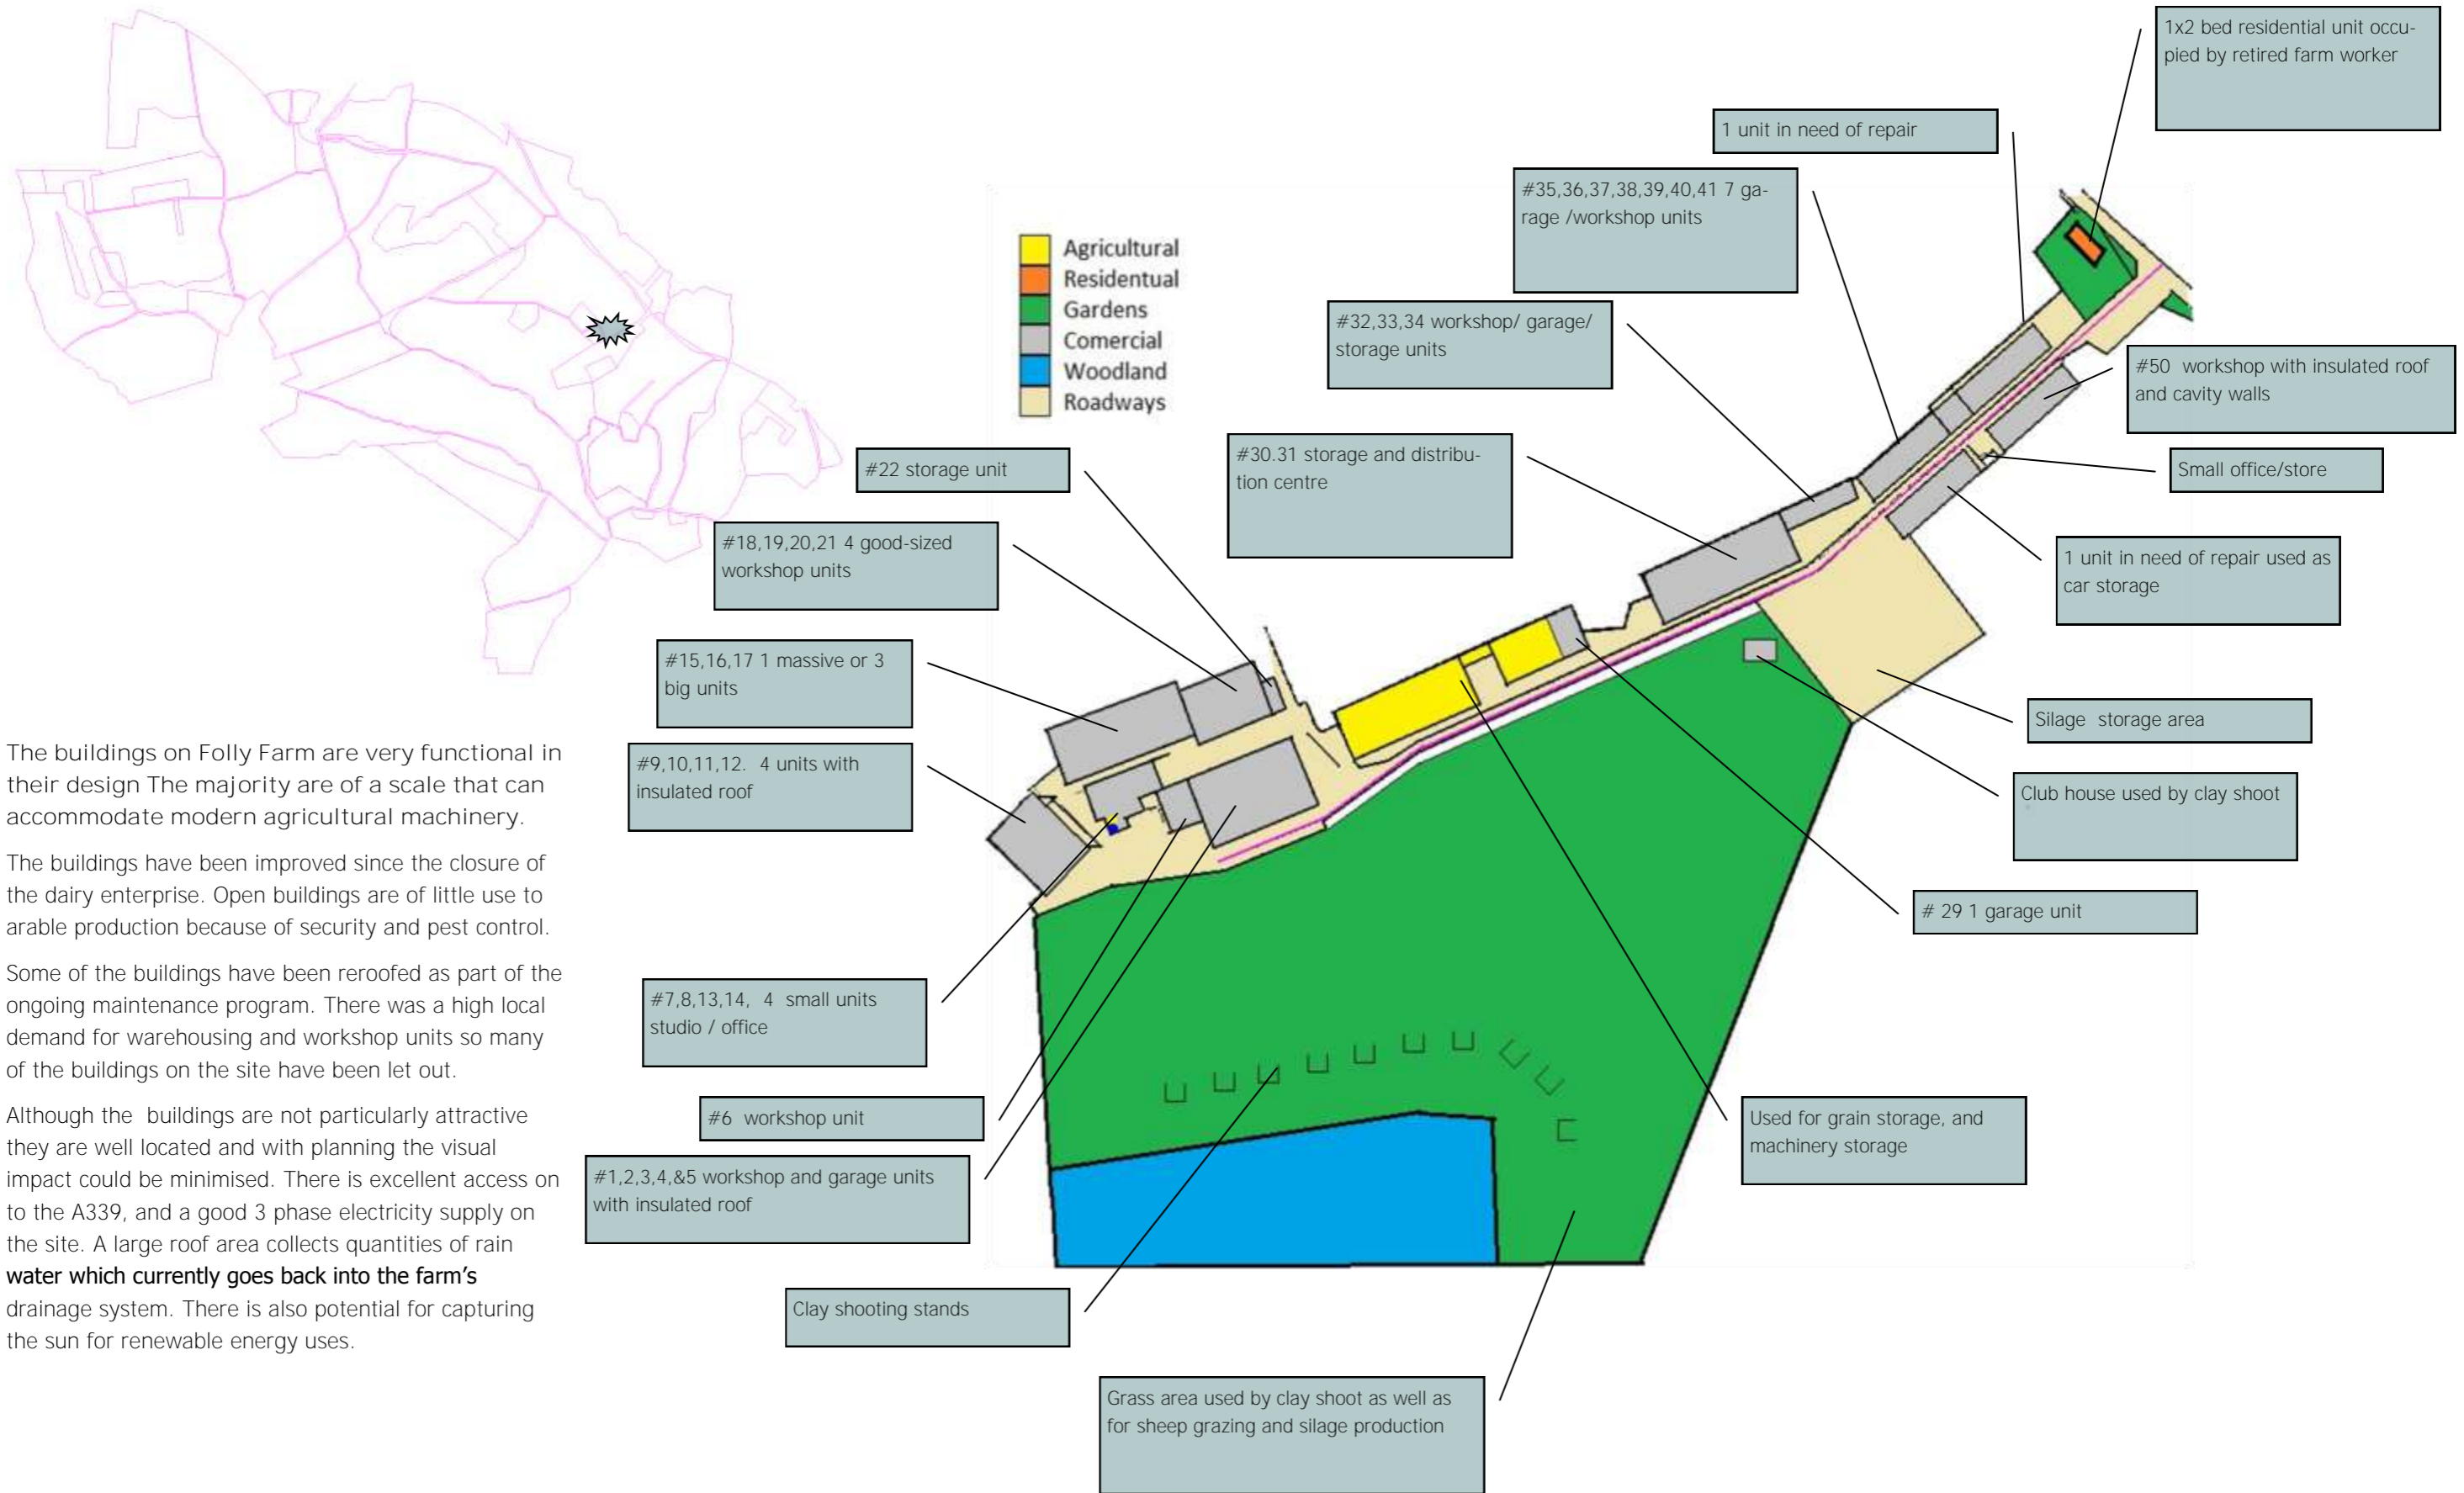 1x2 bed residential unit occu-
pied by retired farm worker
1 unit in need of repair
#35,36,37,38,39,40,41 7 ga-
rage /workshop units
Agricultural
Residentual
Gardens
Comercial
Woodland
Roadways
#32,33,34 workshop/ garage/
storage units
#50  workshop with insulated roof
and cavity walls
#22 storage unit
#30.31 storage and distribu-
tion centre
Small office/store
#18,19,20,21 4 good-sized
workshop units
1 unit in need of repair used as
car storage
#15,16,17 1 massive or 3
big units
Silage  storage area
#9,10,11,12.  4 units with
insulated roof
Club house used by clay shoot
# 29 1 garage unit
#7,8,13,14,  4  small units
studio / office
#6  workshop unit
Used for grain storage, and
machinery storage
#1,2,3,4,&5 workshop and garage units
with insulated roof
Clay shooting stands
Grass area used by clay shoot as well as
for sheep grazing and silage production
The buildings on Folly Farm are very functional in
their design The majority are of a scale that can
accommodate modern agricultural machinery.
The buildings have been improved since the closure of
the dairy enterprise. Open buildings are of little use to
arable production because of security and pest control.
Some of the buildings have been reroofed as part of the
ongoing maintenance program. There was a high local
demand for warehousing and workshop units so many
of the buildings on the site have been let out.
Although the  buildings are not particularly attractive
they are well located and with planning the visual
impact could be minimised. There is excellent access on
to the A339, and a good 3 phase electricity supply on
the site. A large roof area collects quantities of rain
water which currently goes back into the farm’s
drainage system. There is also potential for capturing
the sun for renewable energy uses.